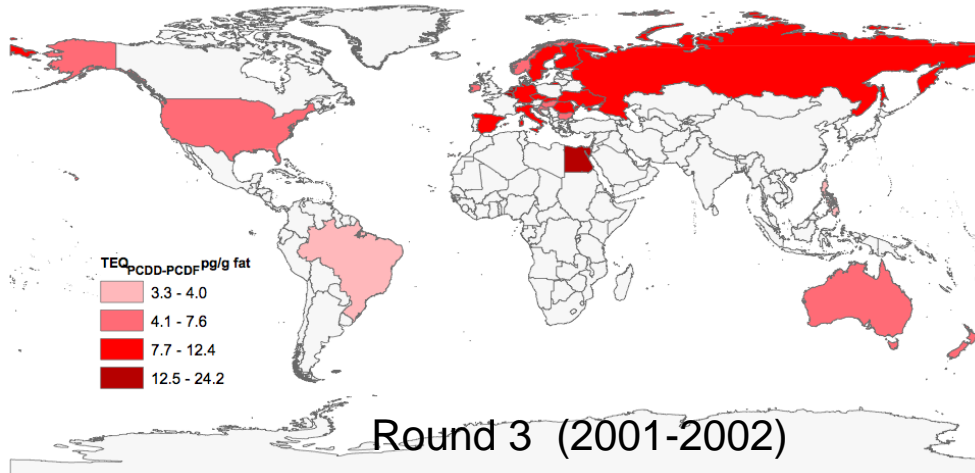 TEQPCDD-PCDF pg/g fat
3.3 - 4.0
4.1 - 7.6
7.7 - 12.4
12.5 - 24.2
Round 3 (2001-2002)